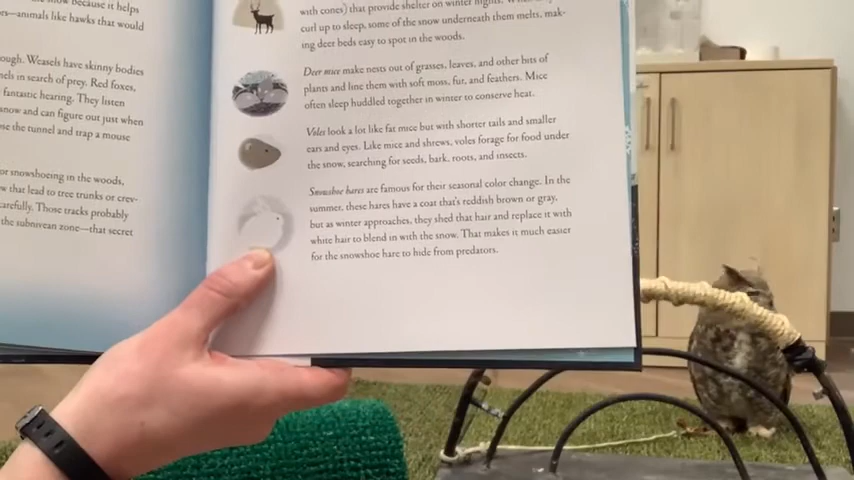 because it helps
–animals like hawks that would
ough. Weasels have skinny bodies
nels in search of prey. Red foxes,
fantastic hearing. They listen
snow and can figure out just where
se the tunnel and trap a mouse
or snowshoeing in the woods,
w that lead to tree trunks or crev-
carefully. Those tracks probably
the subnivean zone—that secret
with cones) that provide shelter on winter nights.
curl up to sleep, some of the snow underneath them melts, mak-
ing deer beds easy to spot in the woods.
Deer mice make nests out of grasses, leaves, and other bits of
plants and line them with soft moss, fur, and feathers. Mice
often sleep huddled together in winter to conserve heat.
Voles look a lot like fat mice but with shorter tails and smaller
ears and eyes. Like mice and shrews, voles forage for food under
the snow, searching for seeds, bark, roots, and insects.
Snowshoe hares are famous for their seasonal color change. In the
summer, these hares have a coat that's reddish brown or gray,
but as winter approaches, they shed that hair and replace it with
white hair to blend in with the snow. That makes it much easier
for the snowshoe hare to hide from predators.